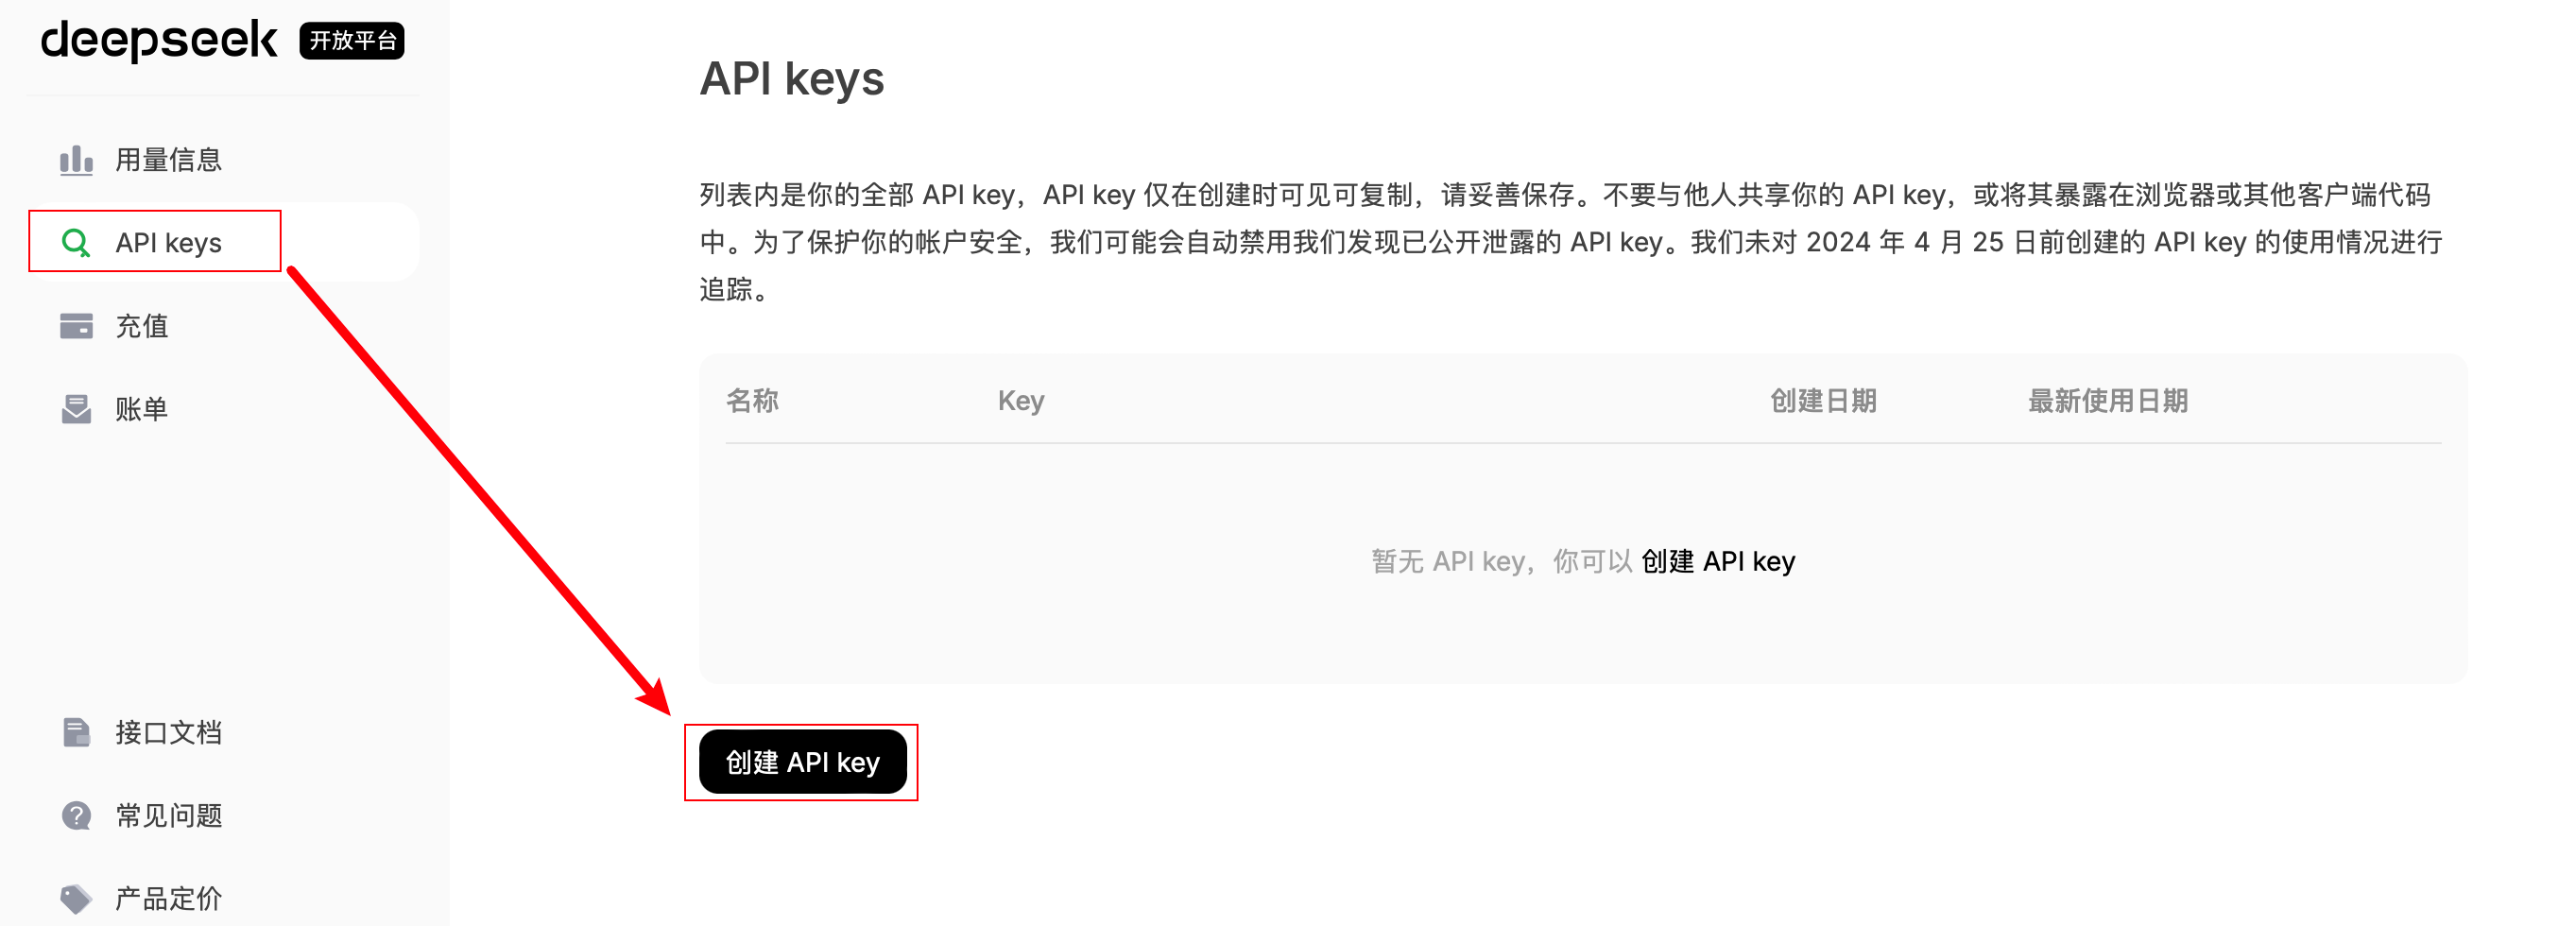 deepseek 开放平台
用量信息
API keys
充值
账单
接口文档
常见问题
产品定价
API keys
列表内是你的全部 API key，API key 仅在创建时可见可复制，请妥善保存。不要与他人共享你的 API key，或将其暴露在浏览器或其他客户端代码
中。为了保护你的帐户安全，我们可能会自动禁用我们发现已公开泄露的 API key。我们未对 2024 年 4 月 25 日前创建的 API key 的使用情况进行
追踪。
名称 Key 创建日期 最新使用日期
暂无 API key，你可以 创建 API key
创建 API key